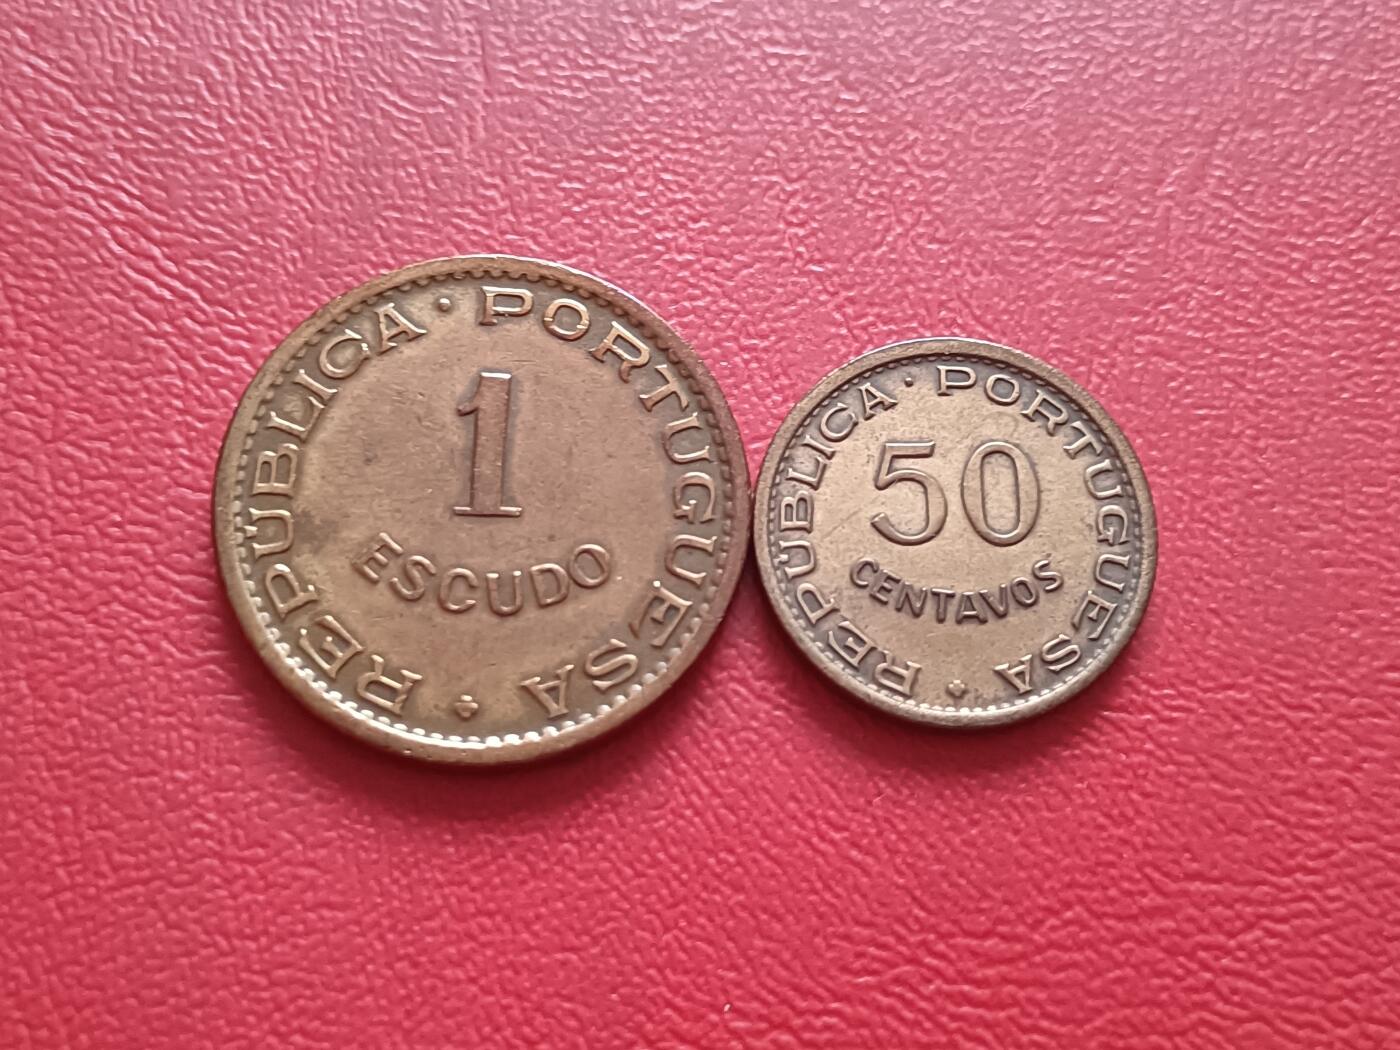 REPUBLICA · PORTUGUESA
1
ESCUDO
REPUBLICA · PORTUGUESA
50
CENTAVOS